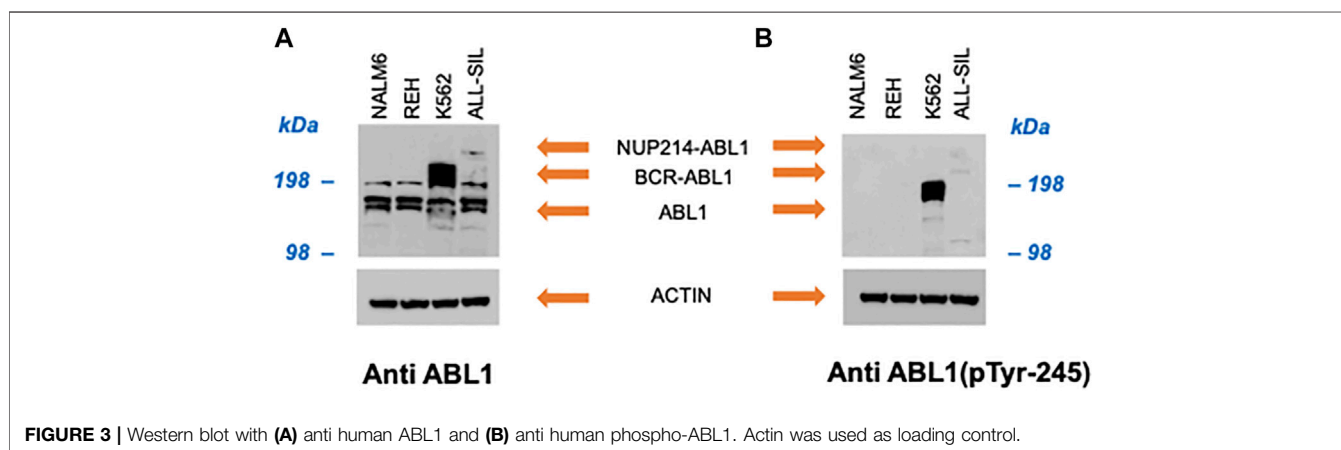 A
B
NALM6
REH
K562
ALL-SIL
NALM6
REH
K562
ALL-SIL
kDa
kDa
NUP214-ABL1
BCR-ABL1
198 –
– 198
ABL1
98 –
– 98
ACTIN
Anti ABL1
Anti ABL1(pTyr-245)
FIGURE 3 | Western blot with (A) anti human ABL1 and (B) anti human phospho-ABL1. Actin was used as loading control.